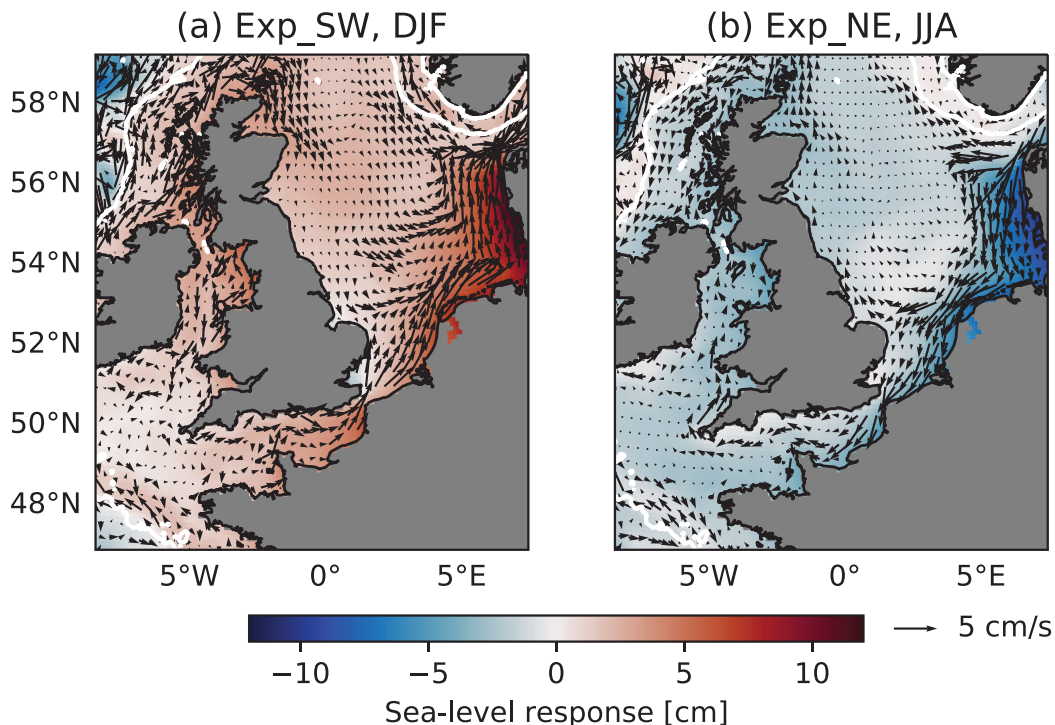 (a) Exp_SW, DJF
(b) Exp_NE, JJA
58°N
56°N
54°N
52°N
50°N
48°N
5°W 0° 5°E
5°W 0° 5°E
5 cm/s
−10 −5 0 5 10
Sea-level response [cm]